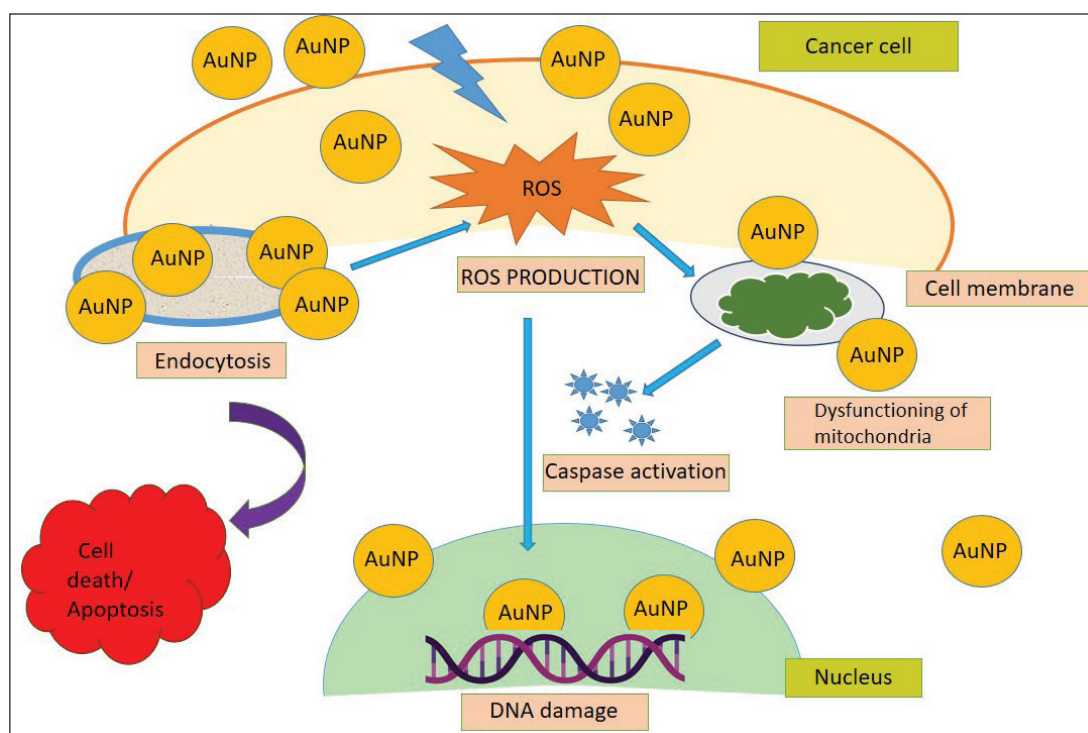 AuNP
AuNP
AuNP
Cancer cell
AuNP
AuNP
ROS
AuNP
AuNP
AuNP
AuNP
AuNP
ROS PRODUCTION
Cell membrane
Endocytosis
AuNP
Dysfunctioning of
mitochondria
Caspase activation
Cell
death/
Apoptosis
AuNP
AuNP
AuNP
AuNP
AuNP
Nucleus
DNA damage